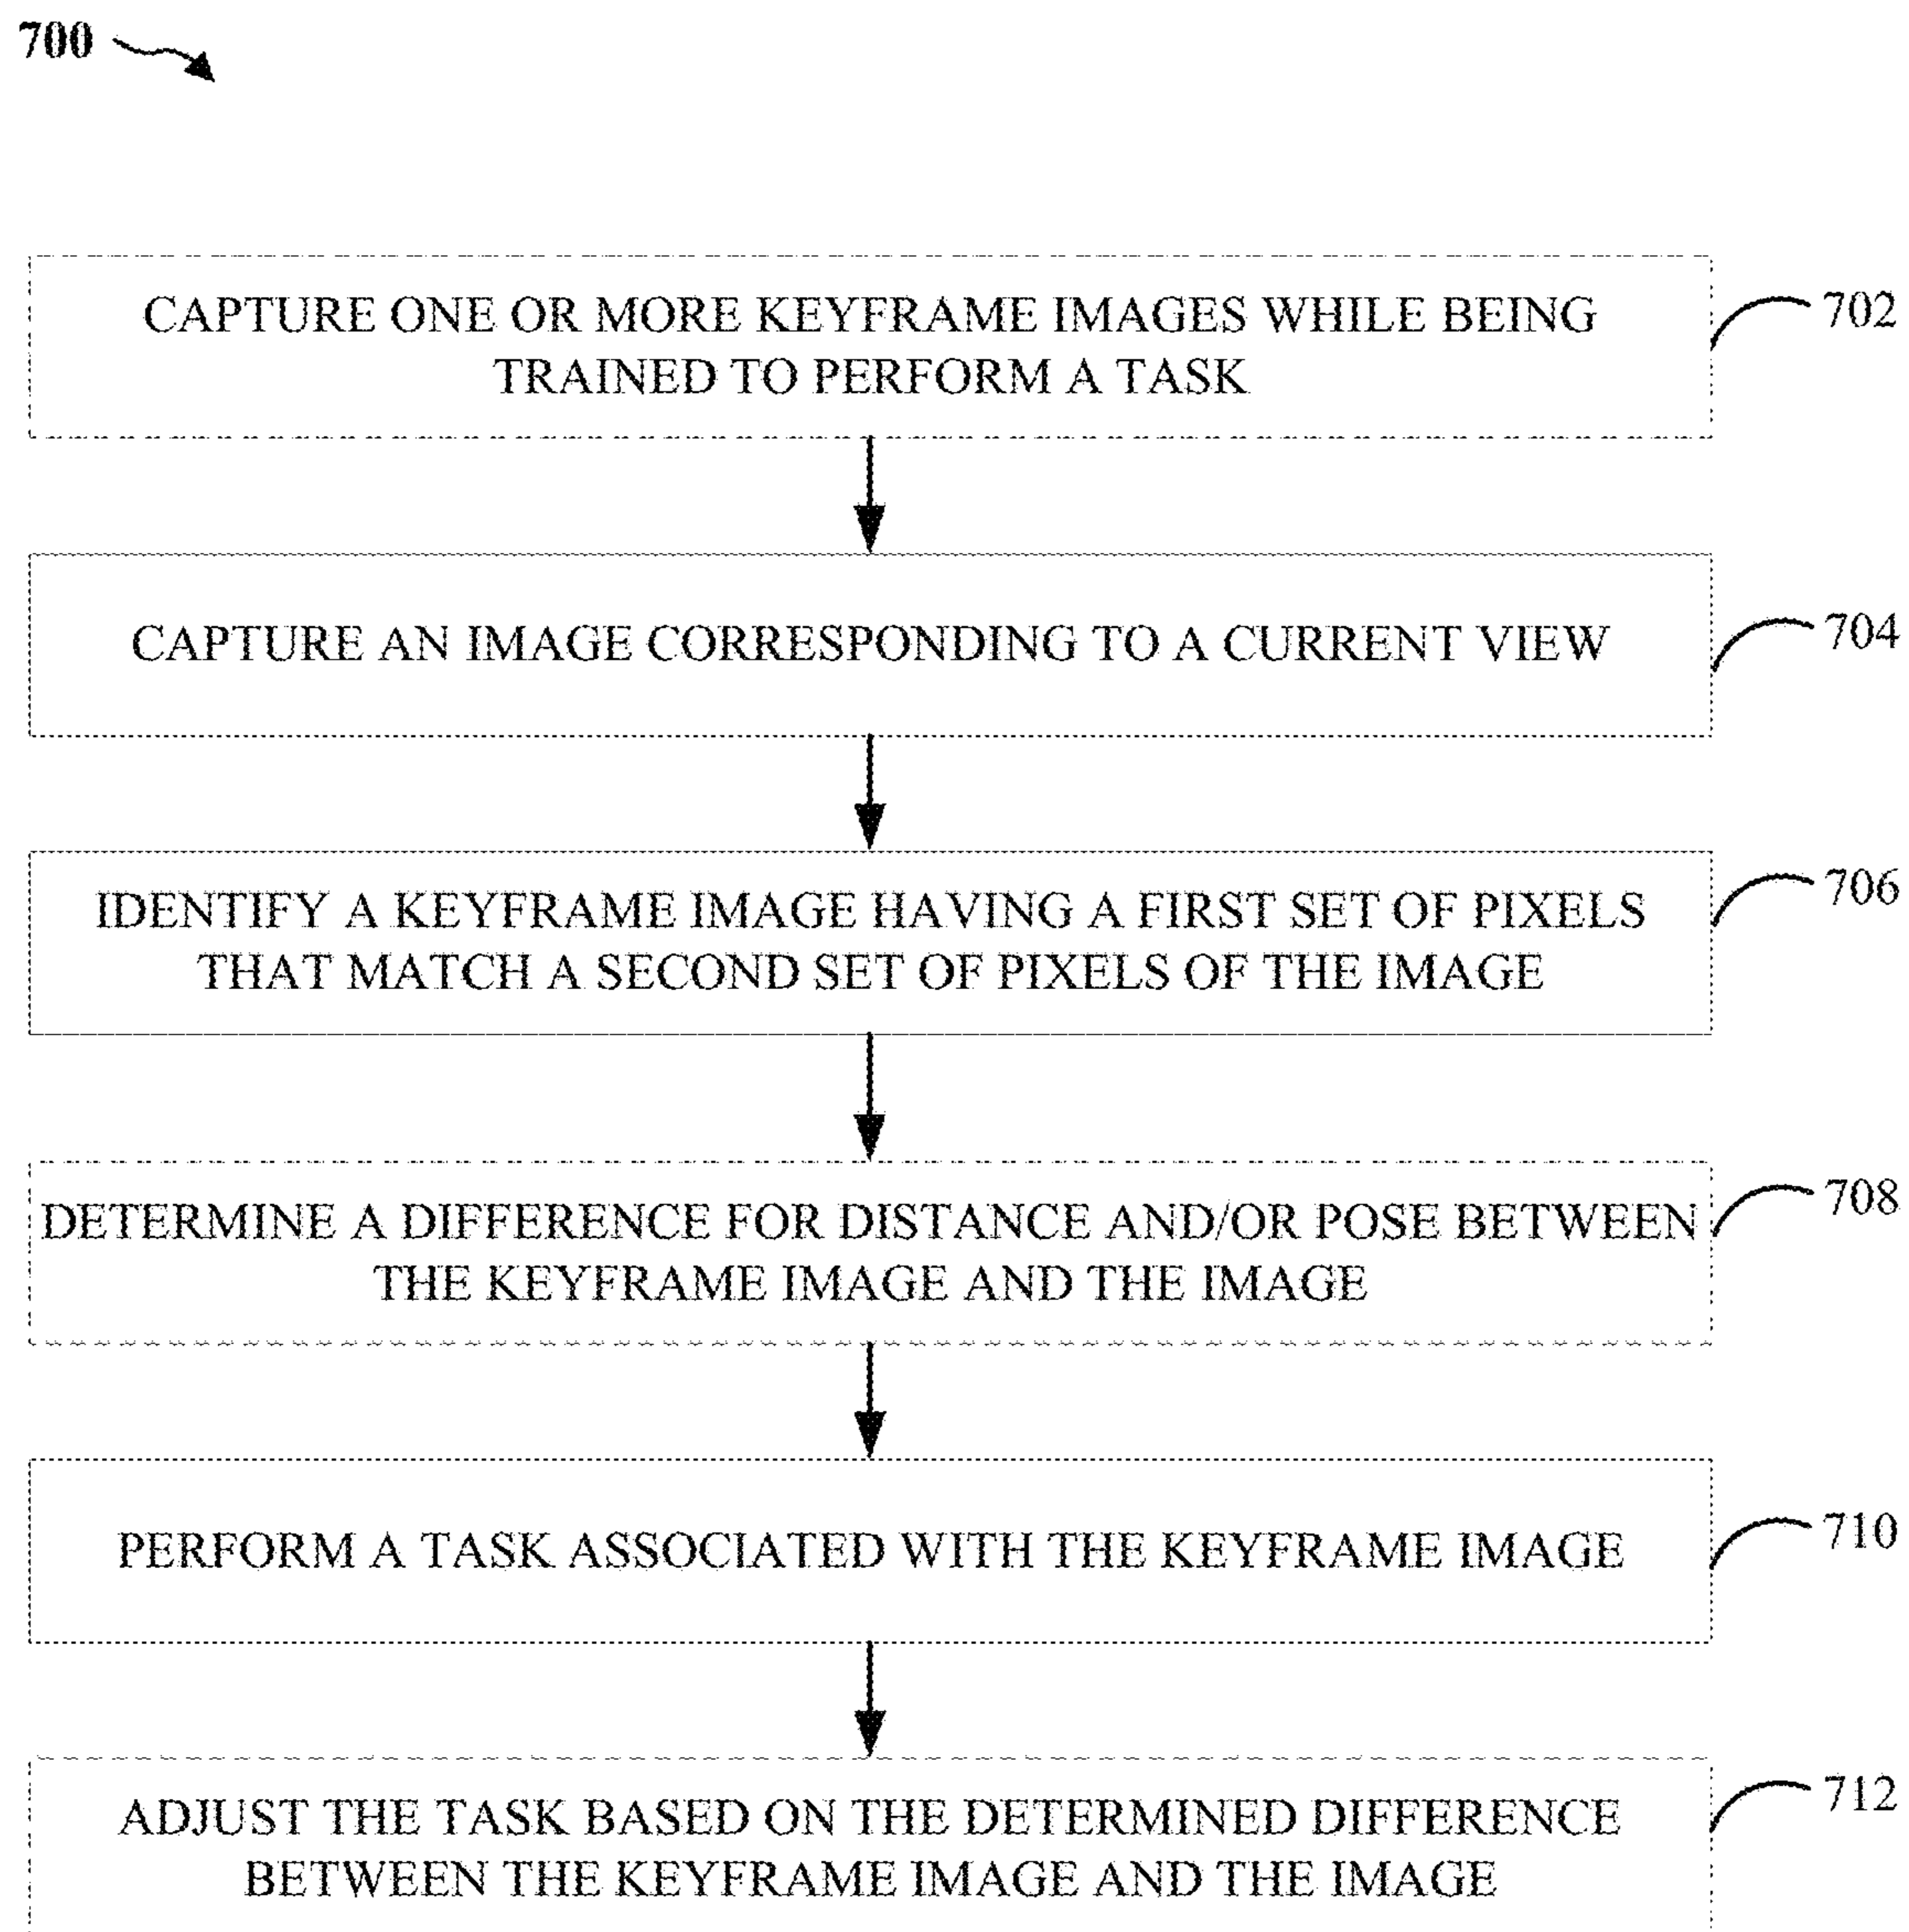 700
CAPTURE ONE OR MORE KEYFRAME IMAGES WHILE BEING
TRAINED TO PERFORM A TASK
702
CAPTURE AN IMAGE CORRESPONDING TO A CURRENT VIEW
704
IDENTIFY A KEYFRAME IMAGE HAVING A FIRST SET OF PIXELS
THAT MATCH A SECOND SET OF PIXELS OF THE IMAGE
706
DETERMINE A DIFFERENCE FOR DISTANCE AND/OR POSE BETWEEN
THE KEYFRAME IMAGE AND THE IMAGE
708
PERFORM A TASK ASSOCIATED WITH THE KEYFRAME IMAGE
710
ADJUST THE TASK BASED ON THE DETERMINED DIFFERENCE
BETWEEN THE KEYFRAME IMAGE AND THE IMAGE
712